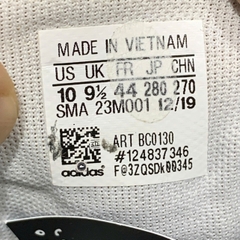 MADE IN VIETNAM
US UK FR JP CHN
10 9½ 44 280 270
SMA 23M001 12/19
ART BC0130
#124837346
F@3ZQSDk00345
adidas